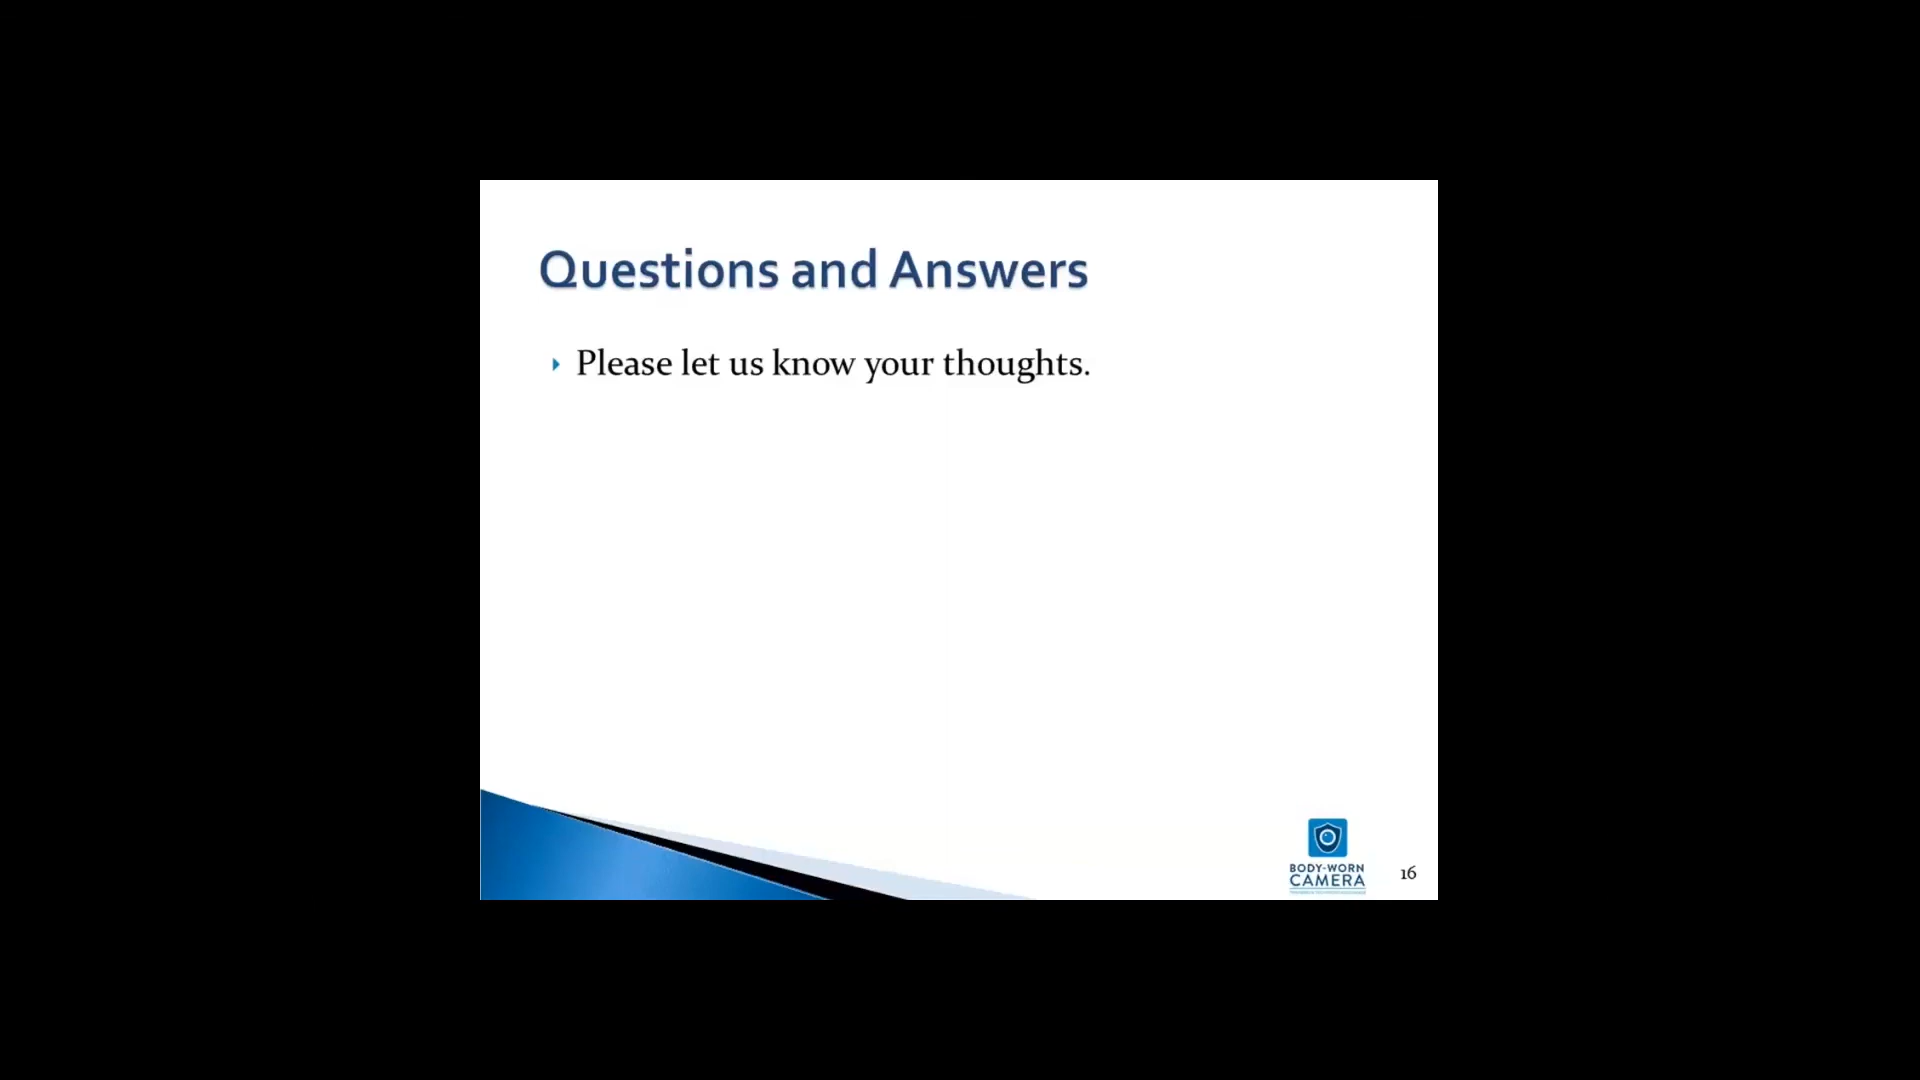 Questions and Answers
Please let us know your thoughts.
BODY-WORN
CAMERA
16